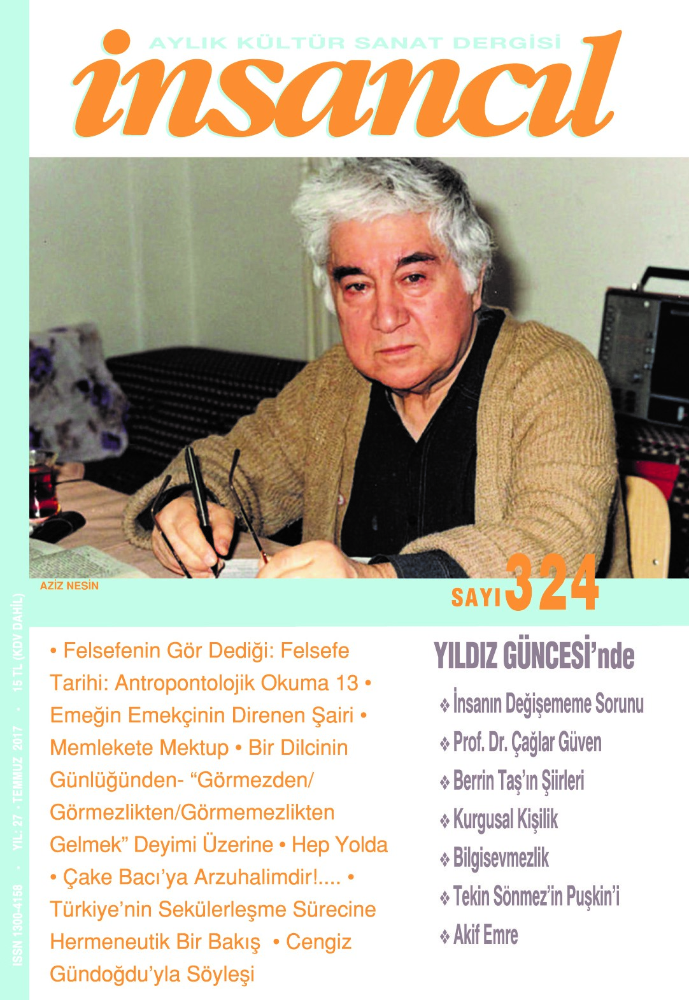 AYLIK KÜLTÜR SANAT DERGİSİ
insancıl
AZİZ NESİN
SAYI 324
• Felsefenin Gör Dediği: Felsefe
Tarihi: Antropontolojik Okuma 13 •
Emeğin Emekçinin Direnen Şairi •
Memlekete Mektup • Bir Dilcinin
Günlüğünden- “Görmezden/
Görmezlikten/Görmemezlikten
Gelmek” Deyimi Üzerine • Hep Yolda
• Çake Bacı’ya Arzuhalimdir!.... •
Türkiye’nin Sekülerleşme Sürecine
Hermeneutik Bir Bakış • Cengiz
Gündoğdu’yla Söyleşi
YILDIZ GÜNCESİ’nde
❖ İnsanın Değişememe Sorunu
❖ Prof. Dr. Çağlar Güven
❖ Berrin Taş’ın Şiirleri
❖ Kurgusal Kişilik
❖ Bilgisevmezlik
❖ Tekin Sönmez’in Puşkin’i
❖ Akif Emre
ISSN 1300-4158 • YIL: 27 • TEMMUZ 2017 • 15 TL (KDV DAHİL)